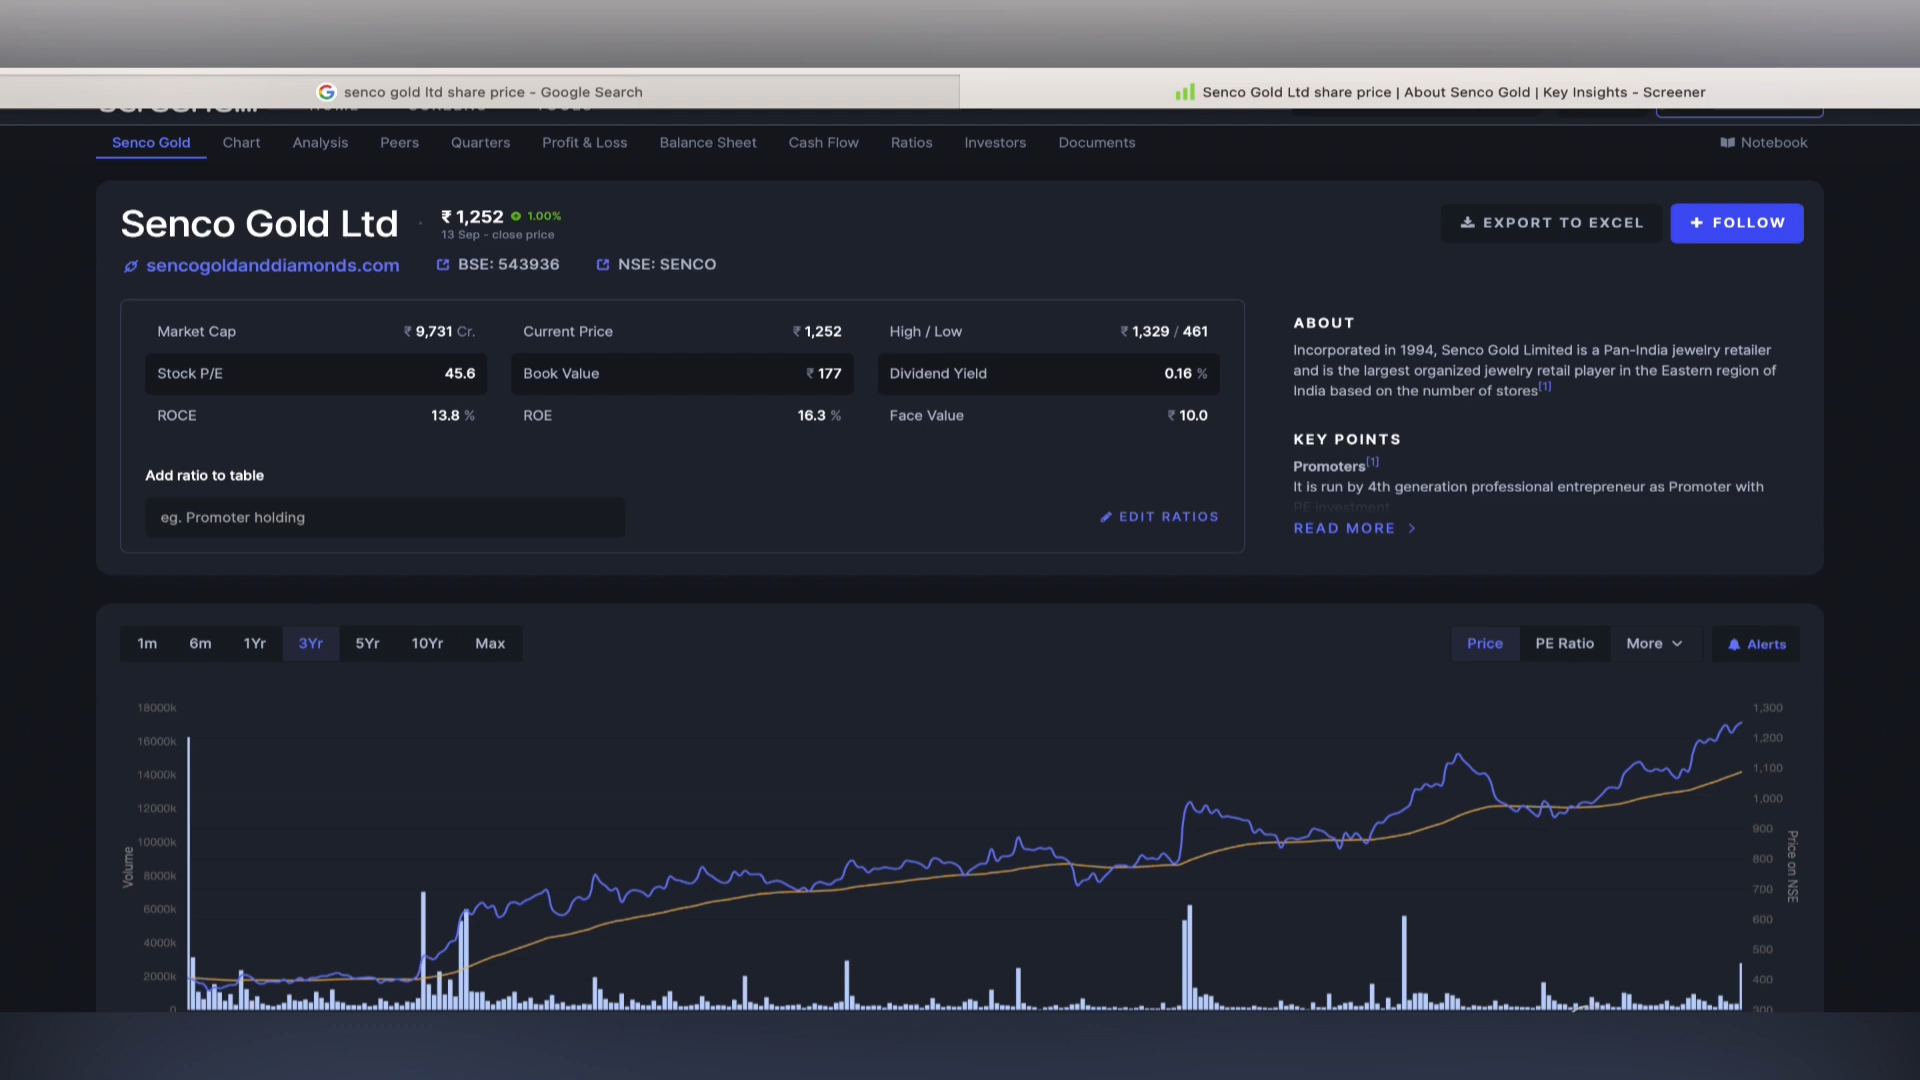 senco gold ltd share price - Google Search
Senco Gold Ltd share price | About Senco Gold | Key Insights - Screener
Senco Gold Chart Analysis Peers Quarters Profit & Loss Balance Sheet Cash Flow Ratios Investors Documents Notebook
Senco Gold Ltd ₹ 1,252 1.00%
13 Sep - close price
EXPORT TO EXCEL + FOLLOW
sencogoldanddiamonds.com BSE: 543936 NSE: SENCO
Market Cap ₹ 9,731 Cr. Current Price ₹ 1,252 High / Low ₹ 1,329 / 461
Stock P/E 45.6 Book Value ₹ 177 Dividend Yield 0.16 %
ROCE 13.8 % ROE 16.3 % Face Value ₹ 10.0
Add ratio to table
eg. Promoter holding EDIT RATIOS
ABOUT
Incorporated in 1994, Senco Gold Limited is a Pan-India jewelry retailer
and is the largest organized jewelry retail player in the Eastern region of
India based on the number of stores[1]
KEY POINTS
Promoters[1]
It is run by 4th generation professional entrepreneur as Promoter with
PE Investment
READ MORE
1m 6m 1Yr 3Yr 5Yr 10Yr Max Price PE Ratio More Alerts
18000k
16000k
14000k
12000k
10000k
8000k
6000k
4000k
2000k
0
Volume
1,300
1,200
1,100
1,000
900
800
700
600
500
400
300
Price on NSE